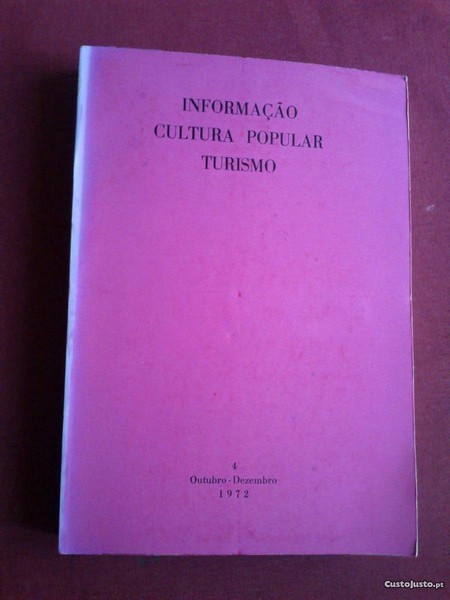 INFORMAÇÃO
CULTURA POPULAR
TURISMO
4
Outubro - Dezembro
1972
CustoJusto.pt